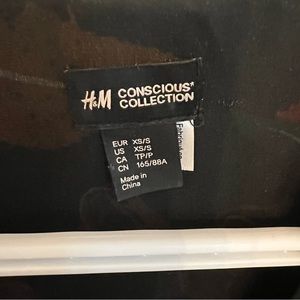 H&M CONSCIOUS*
COLLECTION
EUR XS/S
US XS/S
CA TP/P
CN 165/88A
Made in
China